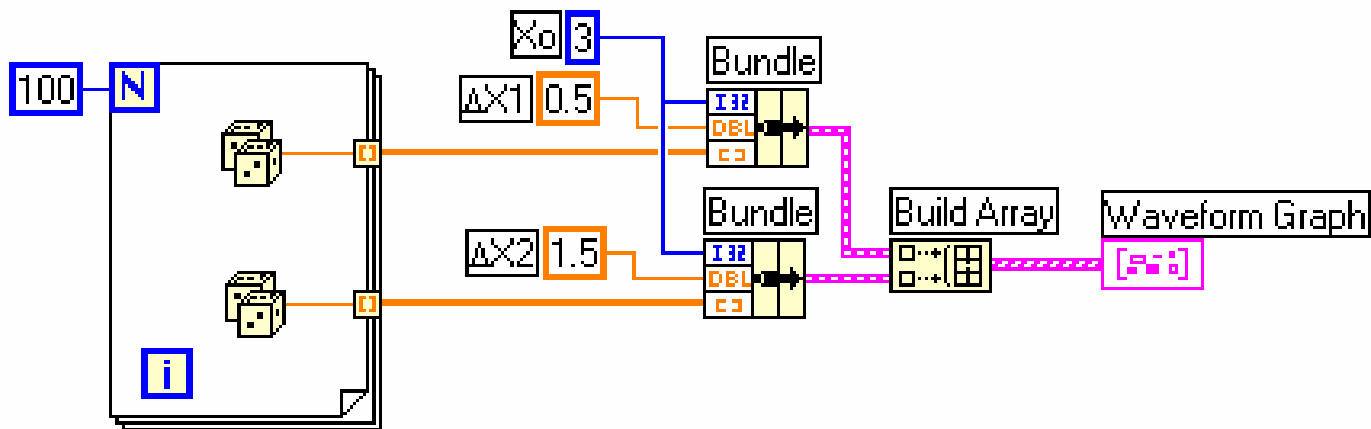 100
N
i
Xo 3
ΔX1 0.5
Bundle
I32
DBL
[ ]
ΔX2 1.5
Bundle
I32
DBL
[ ]
Build Array
Waveform Graph